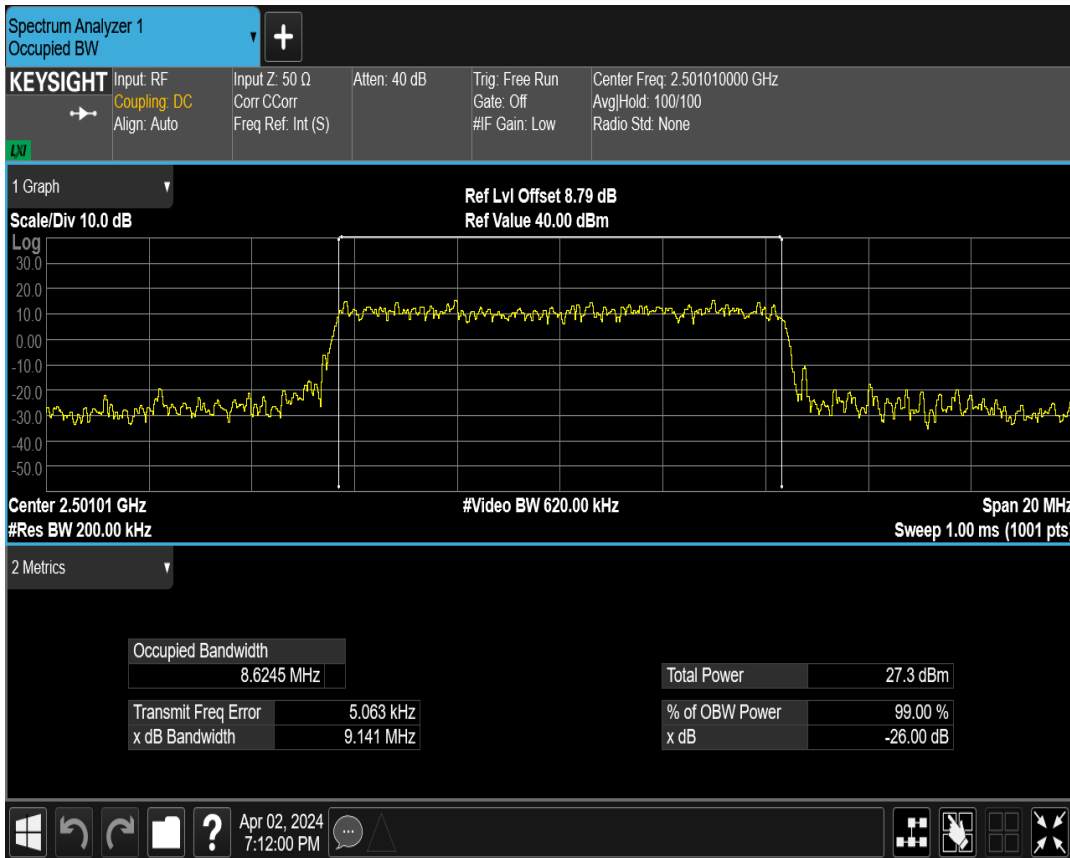 Spectrum Analyzer 1
Occupied BW
+
KEYSIGHT
LXI
Input: RF
Coupling: DC
Align: Auto
Input Z: 50 Ω
Corr CCorr
Freq Ref: Int (S)
Atten: 40 dB
Trig: Free Run
Gate: Off
#IF Gain: Low
Center Freq: 2.501010000 GHz
Avg|Hold: 100/100
Radio Std: None
1 Graph
Scale/Div 10.0 dB
Ref Lvl Offset 8.79 dB
Ref Value 40.00 dBm
Log
30.0
20.0
10.0
0.00
-10.0
-20.0
-30.0
-40.0
-50.0
Center 2.50101 GHz
#Res BW 200.00 kHz
#Video BW 620.00 kHz
Span 20 MHz
Sweep 1.00 ms (1001 pts)
2 Metrics
Occupied Bandwidth
8.6245 MHz
Transmit Freq Error 5.063 kHz
x dB Bandwidth 9.141 MHz
Total Power 27.3 dBm
% of OBW Power 99.00 %
x dB -26.00 dB
?
Apr 02, 2024
7:12:00 PM